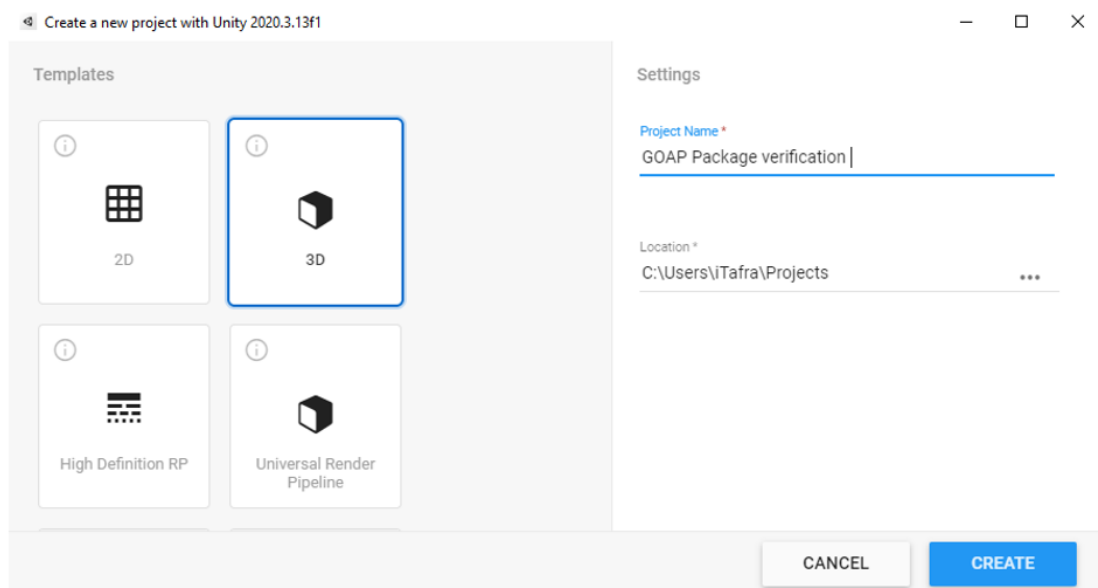 Create a new project with Unity 2020.3.13f1
Templates
2D
3D
High Definition RP
Universal Render
Pipeline
Settings
Project Name *
GOAP Package verification
Location *
C:\Users\iTafra\Projects
CANCEL
CREATE